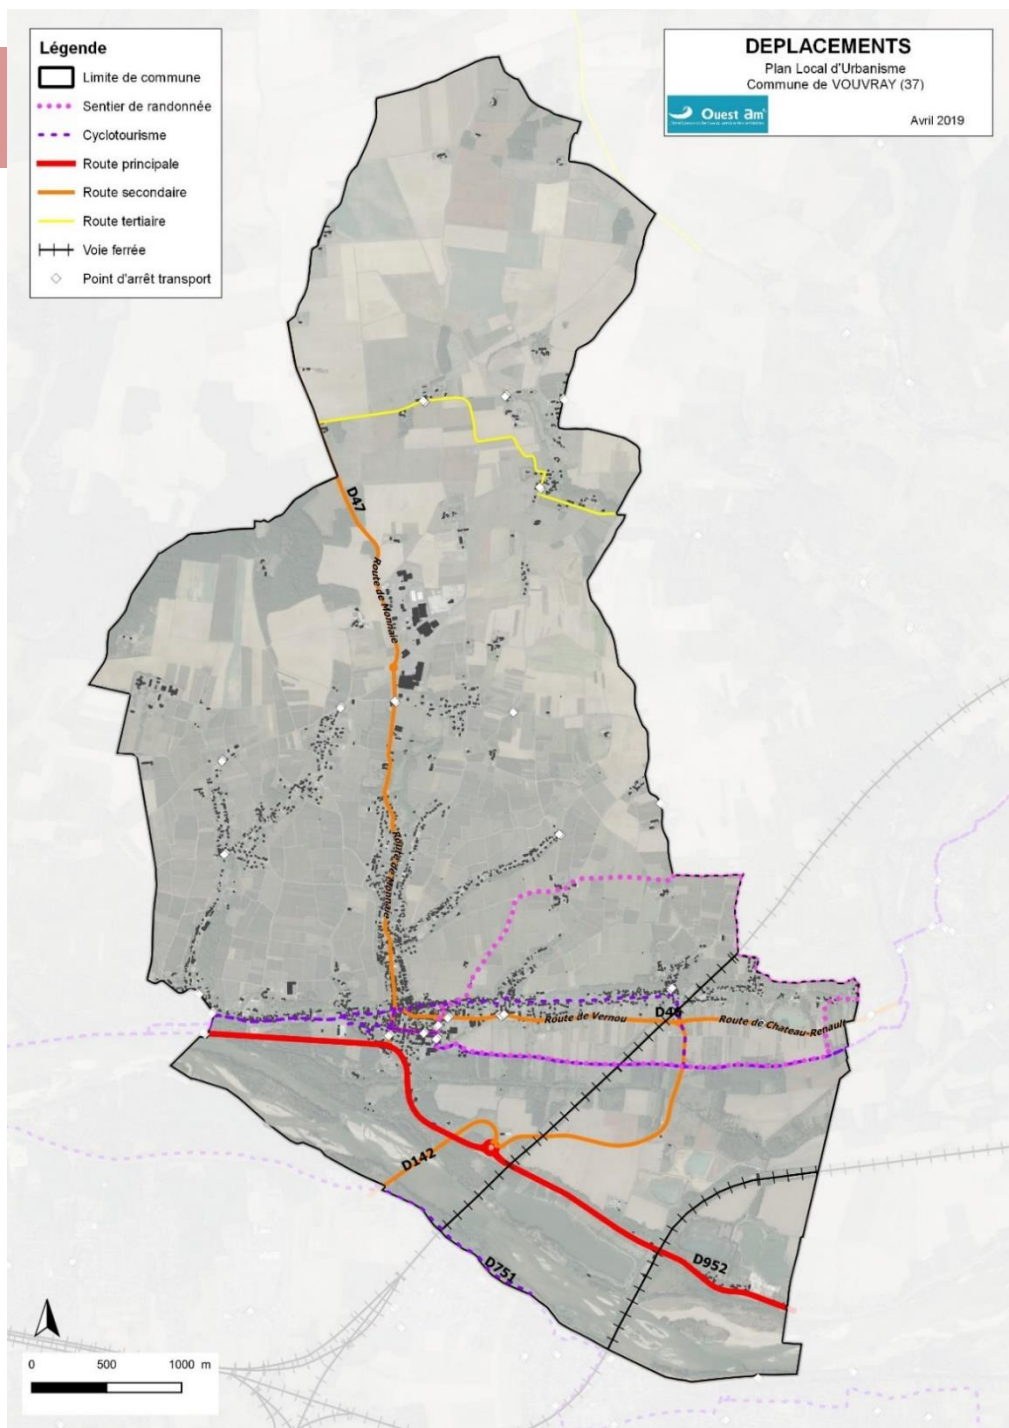 Légende
Limite de commune
Sentier de randonnée
Cyclotourisme
Route principale
Route secondaire
Route tertiaire
Voie ferrée
Point d'arrêt transport
DEPLACEMENTS
Plan Local d'Urbanisme
Commune de VOUVRAY (37)
Ouest am'
Avril 2019
D47
Route de Monnaie
Route de Monnaie
D46
Route de Vernou
Route de Chateau-Renault
D142
D952
D751
0 500 1000 m